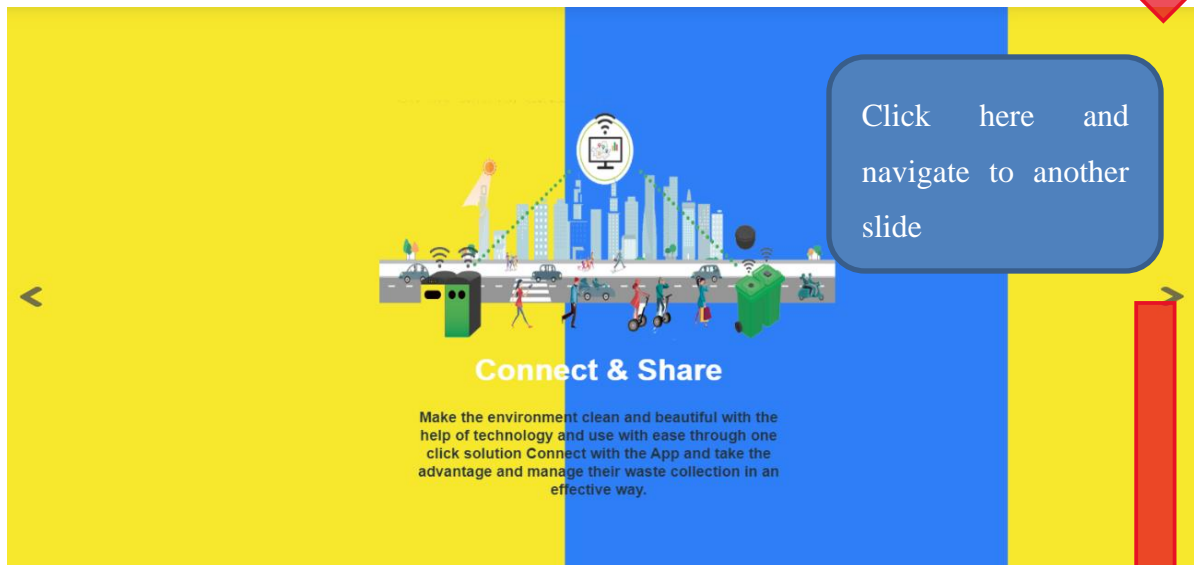 Click here and
navigate to another
slide
<
>
Connect & Share
Make the environment clean and beautiful with the
help of technology and use with ease through one
click solution Connect with the App and take the
advantage and manage their waste collection in an
effective way.